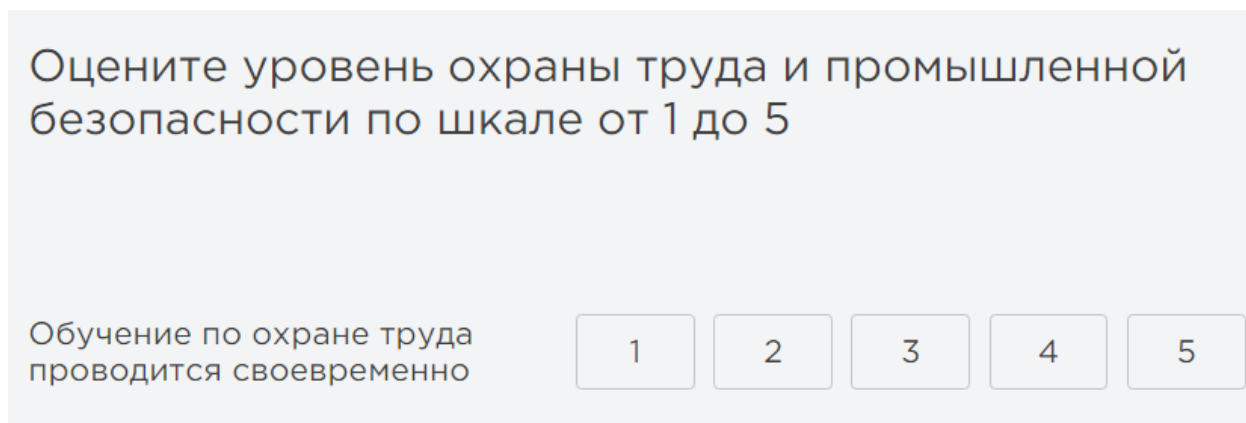 Оцените уровень охраны труда и промышленной
безопасности по шкале от 1 до 5
Обучение по охране труда
проводится своевременно
1 2 3 4 5